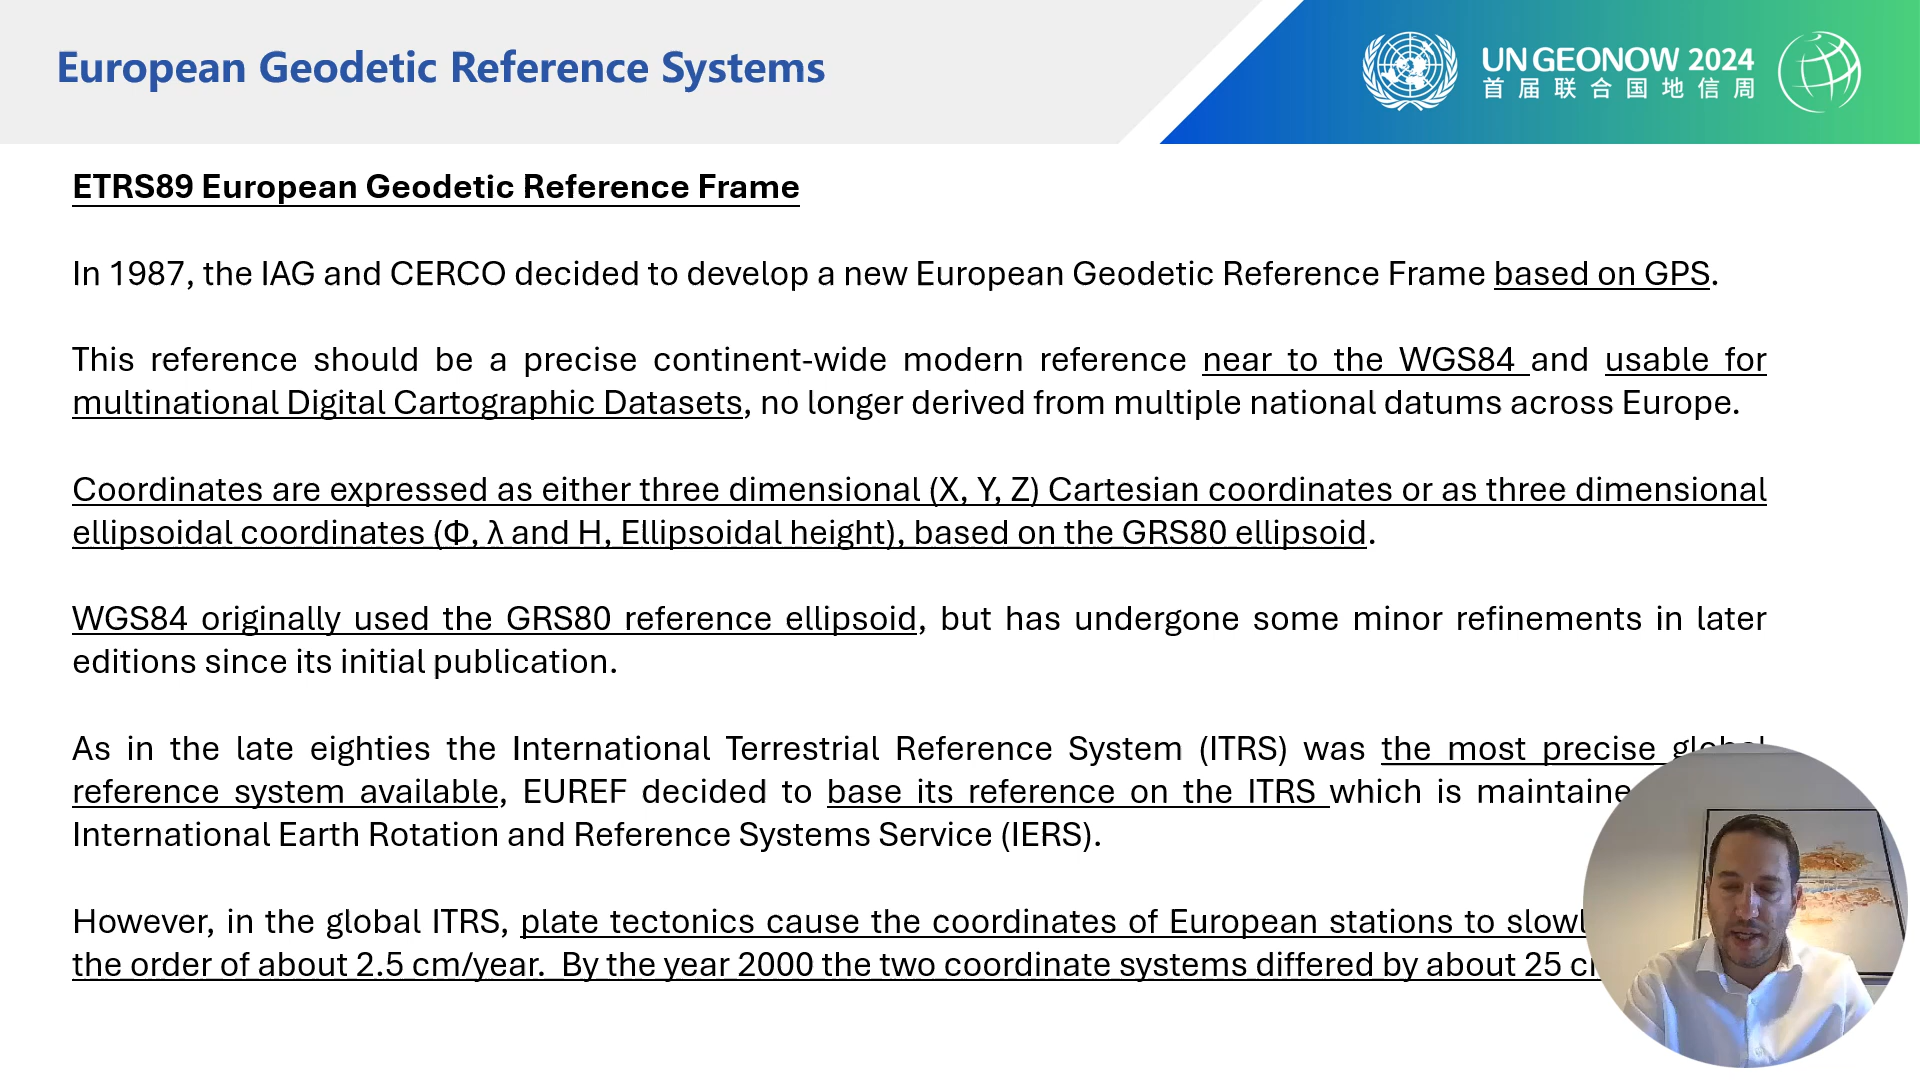 European Geodetic Reference Systems
UN GEONOW 2024
首届联合国地信周
ETRS89 European Geodetic Reference Frame
In 1987, the IAG and CERCO decided to develop a new European Geodetic Reference Frame based on GPS.
This reference should be a precise continent-wide modern reference near to the WGS84 and usable for
multinational Digital Cartographic Datasets, no longer derived from multiple national datums across Europe.
Coordinates are expressed as either three dimensional (X, Y, Z) Cartesian coordinates or as three dimensional
ellipsoidal coordinates (Φ, λ and H, Ellipsoidal height), based on the GRS80 ellipsoid.
WGS84 originally used the GRS80 reference ellipsoid, but has undergone some minor refinements in later
editions since its initial publication.
As in the late eighties the International Terrestrial Reference System (ITRS) was the most precise global
reference system available, EUREF decided to base its reference on the ITRS which is
International Earth Rotation and Reference Systems Service (IERS).
However, in the global ITRS, plate tectonics cause the coordinates of European stations to
the order of about 2.5 cm/year. By the year 2000 the two coordinate systems differed by about 25